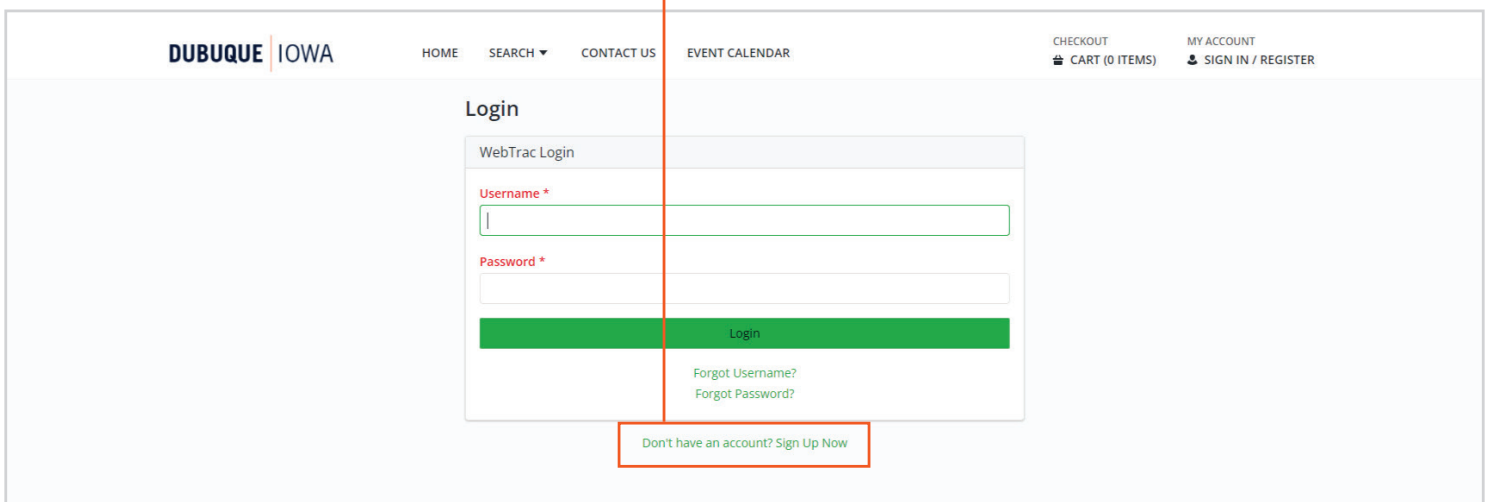 DUBUQUE IOWA
HOME SEARCH CONTACT US EVENT CALENDAR
CHECKOUT
CART (0 ITEMS)
MY ACCOUNT
SIGN IN / REGISTER
Login
WebTrac Login
Username *
Password *
Login
Forgot Username?
Forgot Password?
Don't have an account? Sign Up Now